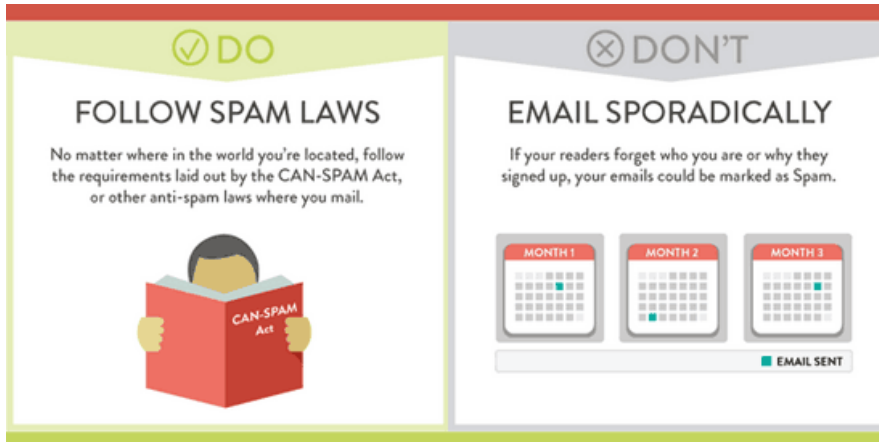 DO
FOLLOW SPAM LAWS
No matter where in the world you're located, follow
the requirements laid out by the CAN-SPAM Act,
or other anti-spam laws where you mail.
CAN-SPAM
Act
DON'T
EMAIL SPORADICALLY
If your readers forget who you are or why they
signed up, your emails could be marked as Spam.
MONTH 1
MONTH 2
MONTH 3
EMAIL SENT